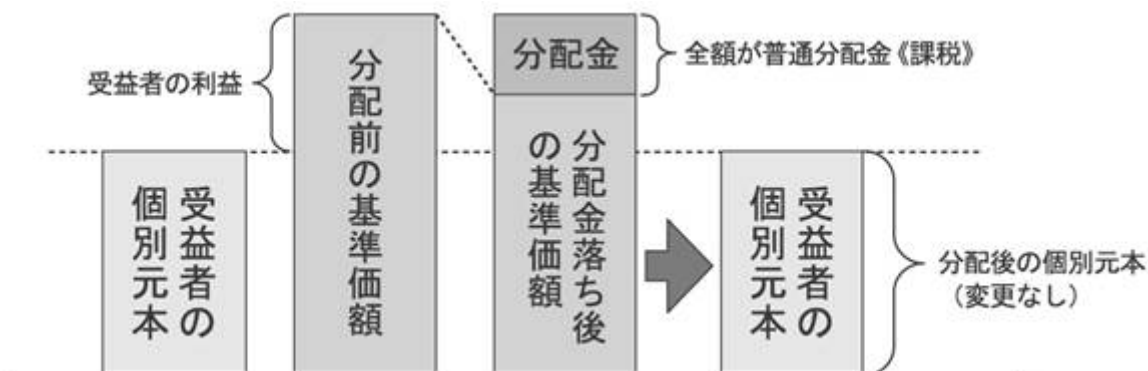 受益者の利益
受益者の
個別元本
分配前の基準価額
分配金
全額が普通分配金《課税》
分配金落ち後
の基準価額
受益者の
個別元本
分配後の個別元本
（変更なし）